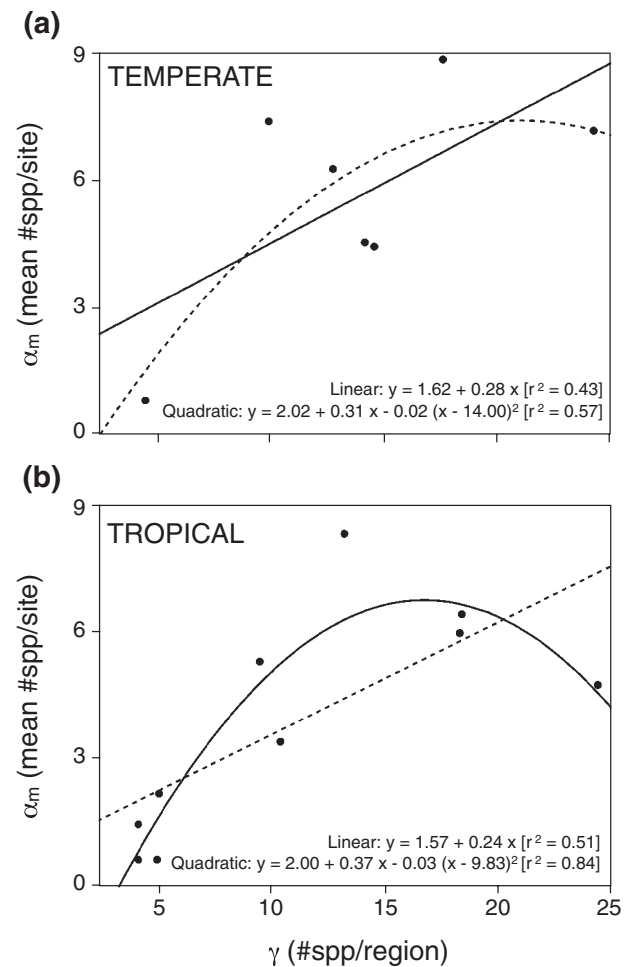 (a)
9
TEMPERATE
6
3
0
αm (mean #spp/site)
Linear: y = 1.62 + 0.28 x [r² = 0.43]
Quadratic: y = 2.02 + 0.31 x - 0.02 (x - 14.00)² [r² = 0.57]
(b)
9
TROPICAL
6
3
0
αm (mean #spp/site)
Linear: y = 1.57 + 0.24 x [r² = 0.51]
Quadratic: y = 2.00 + 0.37 x - 0.03 (x - 9.83)² [r² = 0.84]
5 10 15 20 25
γ (#spp/region)